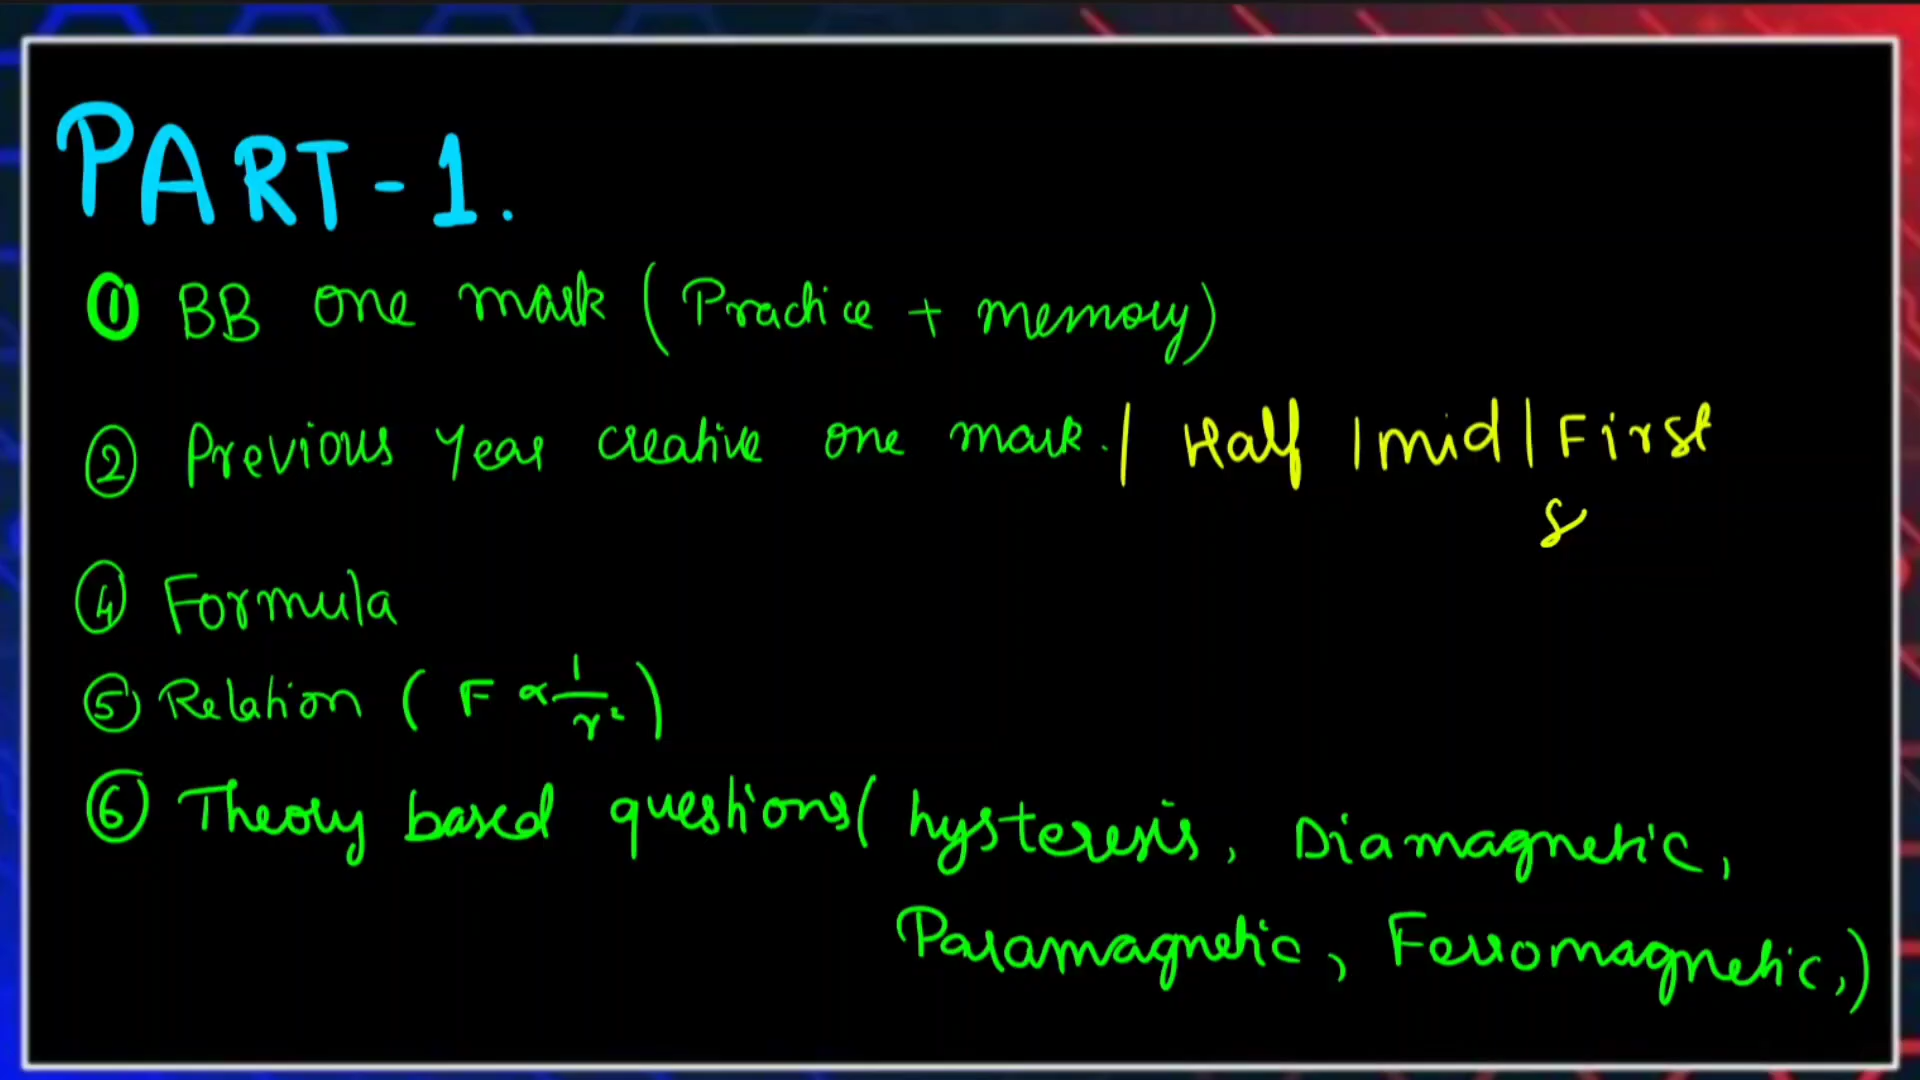 PART-1.
① BB one mark (Practice + memory)
② Previous year creative one mark. | Half | mid | First
④ Formula
⑤ Relation ( F ∝ 1/r² )
⑥ Theory based questions( hysteresis, Diamagnetic,
Paramagnetic, Ferromagnetic,)